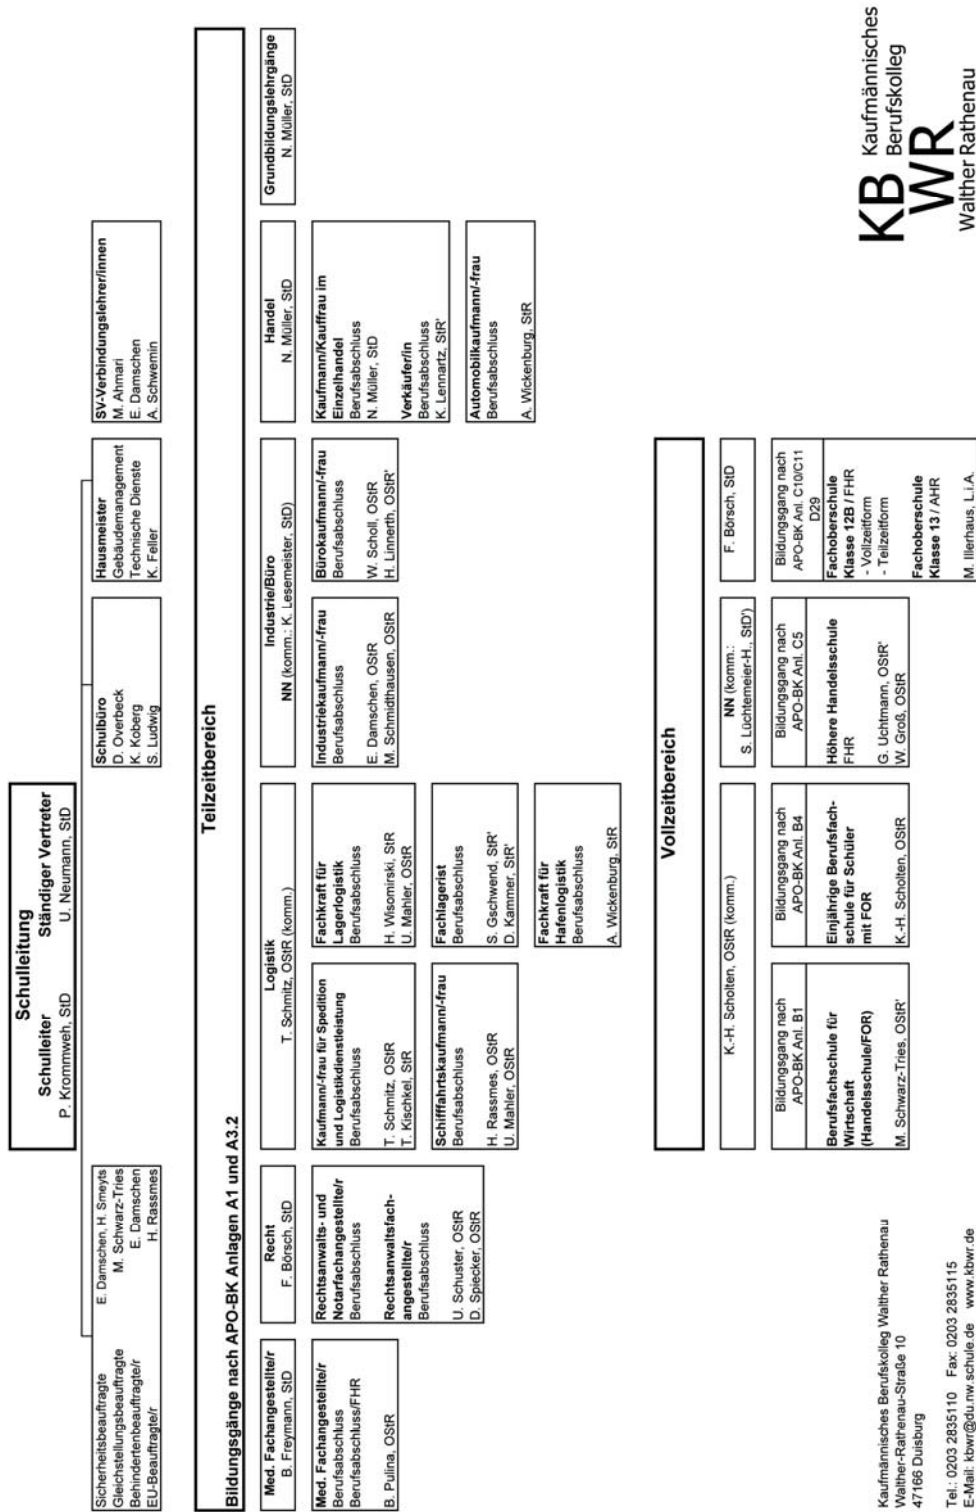 Schulleitung
Schulleiter
Ständiger Vertreter
P. Krommweh, StD
U. Neumann, StD
Sicherheitsbeauftragte
E. Damschen, H. Smeyts
Gleichstellungsbeauftragte
M. Schwarz-Tries
Behindertenbeauftragte/r
E. Damschen
EU-Beauftragte/r
H. Rassmes
Schulbüro
D. Overbeck
K. Koberg
S. Ludwig
Hausmeister
Gebäudemanagement
Technische Dienste
K. Feller
SV-Verbindungslehrer/innen
M. Ahmari
E. Damschen
A. Schwemin
Teilzeitbereich
Bildungsgänge nach APO-BK Anlagen A1 und A3.2
Med. Fachangestellte/r
B. Freymann, StD
Med. Fachangestellte/r
Berufsabschluss
Berufsabschluss/FHR
B. Pulina, OStR
Recht
F. Börsch, StD
Rechtsanwalts- und
Notarfachangestellte/r
Berufsabschluss
Rechtsanwaltsfach-
angestellte/r
Berufsabschluss
U. Schuster, OStR
D. Spiecker, OStR
Logistik
T. Schmitz, OStR (komm.)
Kaufmann/-frau für Spedition
und Logistikdienstleistung
Berufsabschluss
T. Schmitz, OStR
T. Kischkel, StR
Schifffahrtskaufmann/-frau
Berufsabschluss
H. Rassmes, OStR
U. Mahler, OStR
Fachkraft für
Lagerlogistik
Berufsabschluss
H. Wisomirski, StR
U. Mahler, OStR
Fachlagerist
Berufsabschluss
S. Gschwend, StR'
D. Kammer, StR'
Fachkraft für
Hafenlogistik
Berufsabschluss
A. Wickenburg, StR
Industrie/Büro
NN (komm.: K. Lesemeister, StD)
Industriekaufmann/-frau
Berufsabschluss
E. Damschen, OStR
M. Schmidthausen, OStR
Bürokaufmann/-frau
Berufsabschluss
W. Scholl, OStR
H. Linnerth, OStR'
Handel
N. Müller, StD
Kaufmann/Kauffrau im
Einzelhandel
Berufsabschluss
N. Müller, StD
Verkäufer/in
Berufsabschluss
K. Lennartz, StR'
Automobilkaufmann/-frau
Berufsabschluss
A. Wickenburg, StR
Grundbildungslehrgänge
N. Müller, StD
Vollzeitbereich
K.-H. Scholten, OStR (komm.)
Bildungsgang nach
APO-BK Anl. B1
Berufsfachschule für
Wirtschaft
(Handelsschule/FOR)
M. Schwarz-Tries, OStR'
Bildungsgang nach
APO-BK Anl. B4
Einjährige Berufsfach-
schule für Schüler
mit FOR
K.-H. Scholten, OStR
NN (komm.:
S. Lüchtemeier-H., StD')
Bildungsgang nach
APO-BK Anl. C5
Höhere Handelsschule
FHR
G. Uchtmann, OStR'
W. Groß, OStR
F. Börsch, StD
Bildungsgang nach
APO-BK Anl. C10/C11
D29
Fachoberschule
Klasse 12B / FHR
- Vollzeitform
- Teilzeitform
Fachoberschule
Klasse 13 / AHR
M. Illerhaus, L.i.A.
Kaufmännisches Berufskolleg Walther Rathenau
Walther-Rathenau-Straße 10
47166 Duisburg
Tel.: 0203 2835110 Fax: 0203 2835115
E-Mail: kbwr@du.nw.schule.de www.kbwr.de
KB Kaufmännisches
Berufskolleg
WR
Walther Rathenau